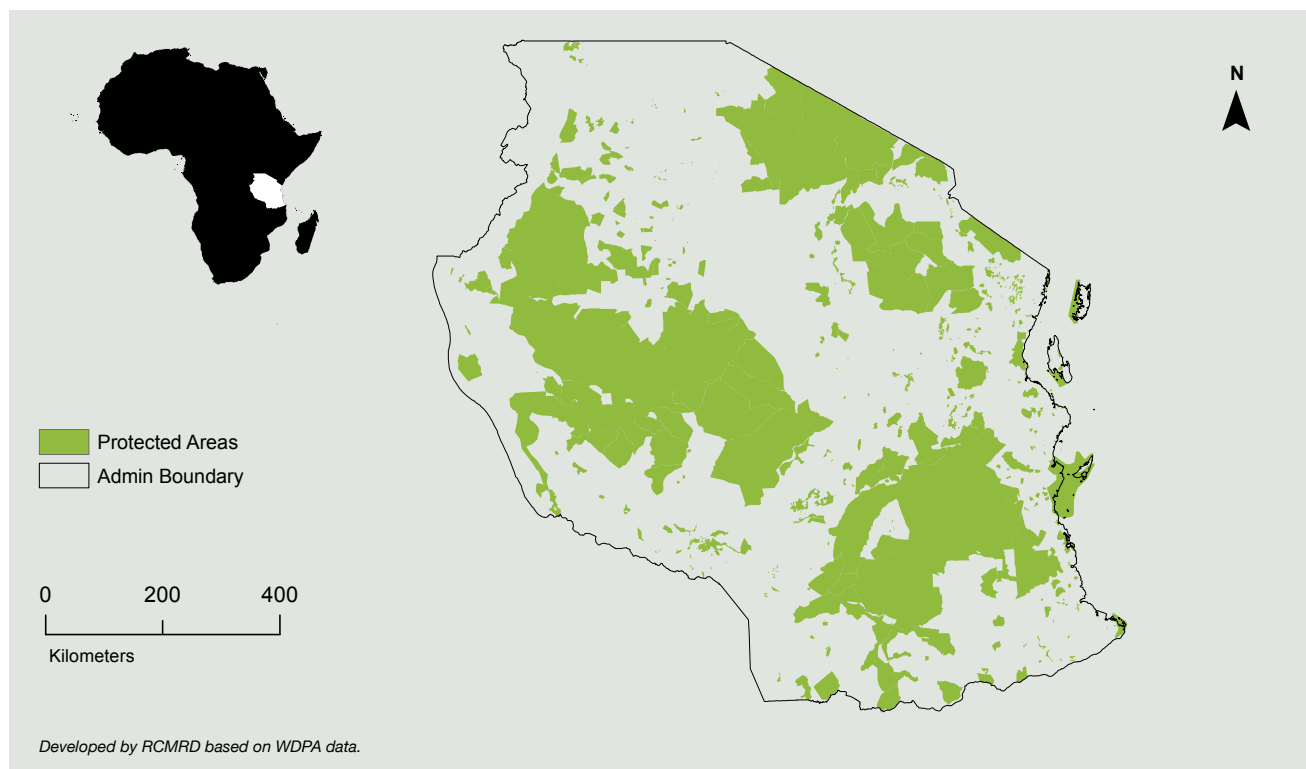 N
Protected Areas
Admin Boundary
0 200 400
Kilometers
Developed by RCMRD based on WDPA data.